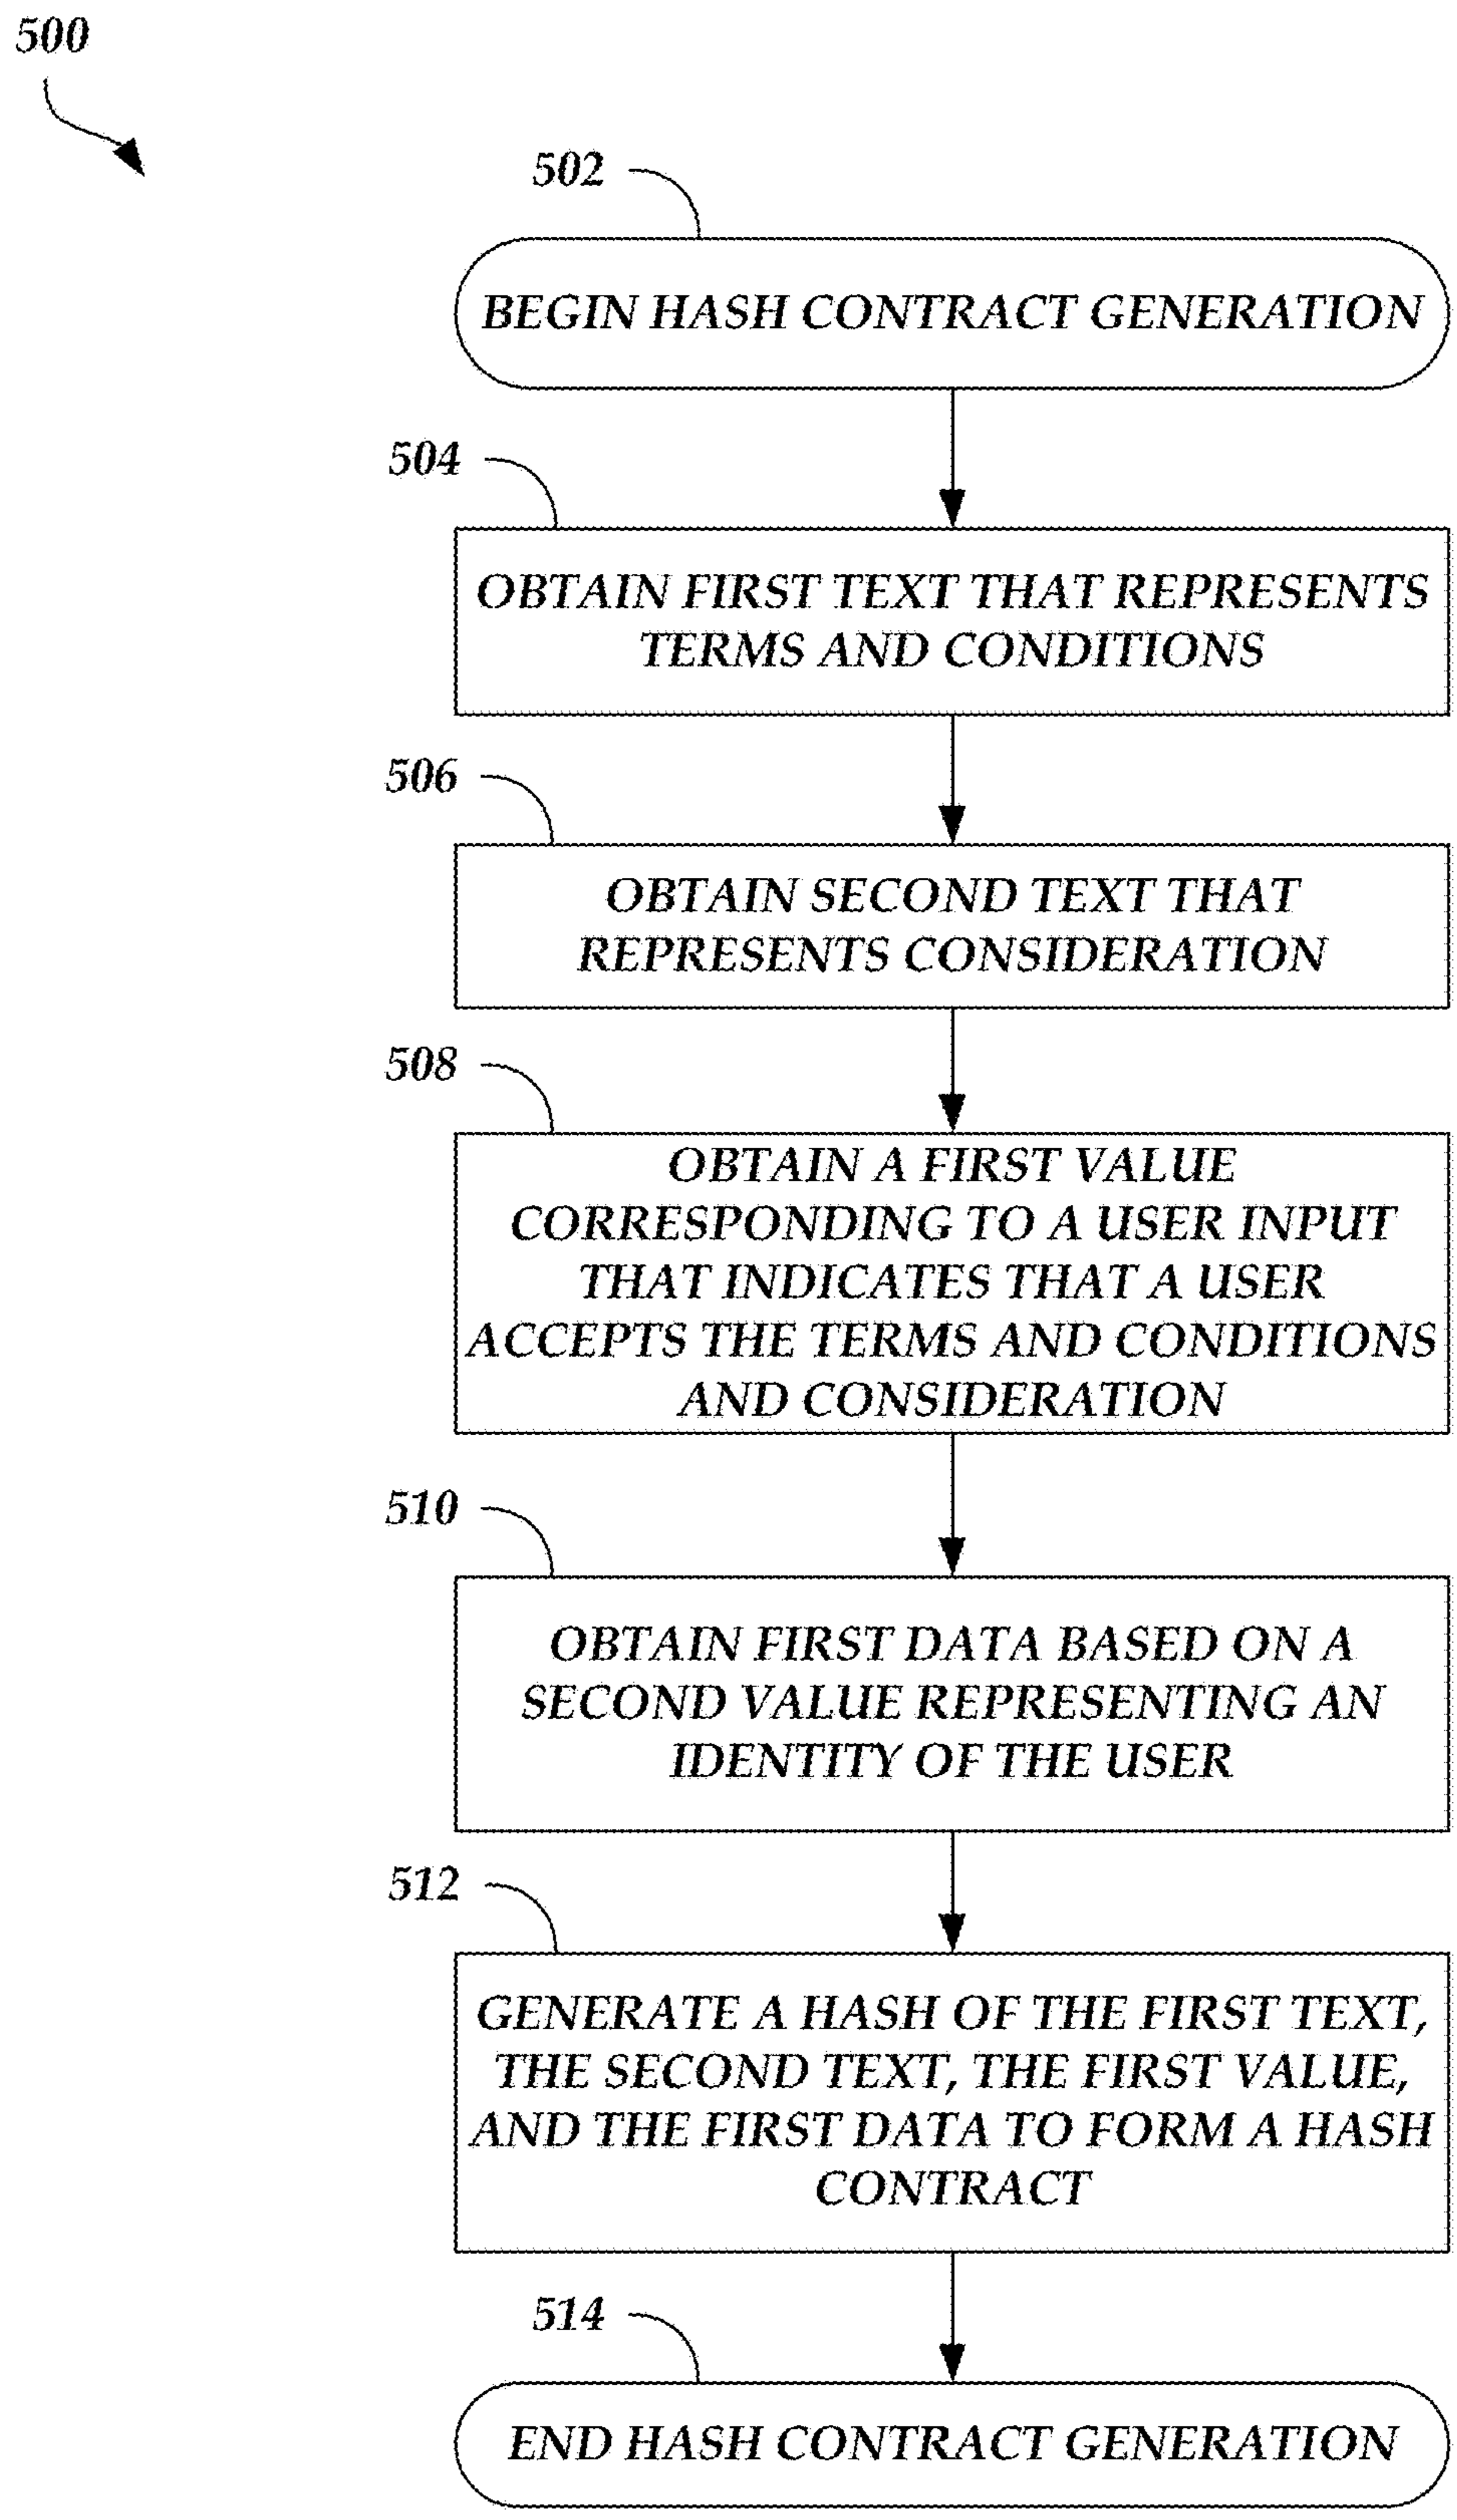 500
502
BEGIN HASH CONTRACT GENERATION
504
OBTAIN FIRST TEXT THAT REPRESENTS
TERMS AND CONDITIONS
506
OBTAIN SECOND TEXT THAT
REPRESENTS CONSIDERATION
508
OBTAIN A FIRST VALUE
CORRESPONDING TO A USER INPUT
THAT INDICATES THAT A USER
ACCEPTS THE TERMS AND CONDITIONS
AND CONSIDERATION
510
OBTAIN FIRST DATA BASED ON A
SECOND VALUE REPRESENTING AN
IDENTITY OF THE USER
512
GENERATE A HASH OF THE FIRST TEXT,
THE SECOND TEXT, THE FIRST VALUE,
AND THE FIRST DATA TO FORM A HASH
CONTRACT
514
END HASH CONTRACT GENERATION